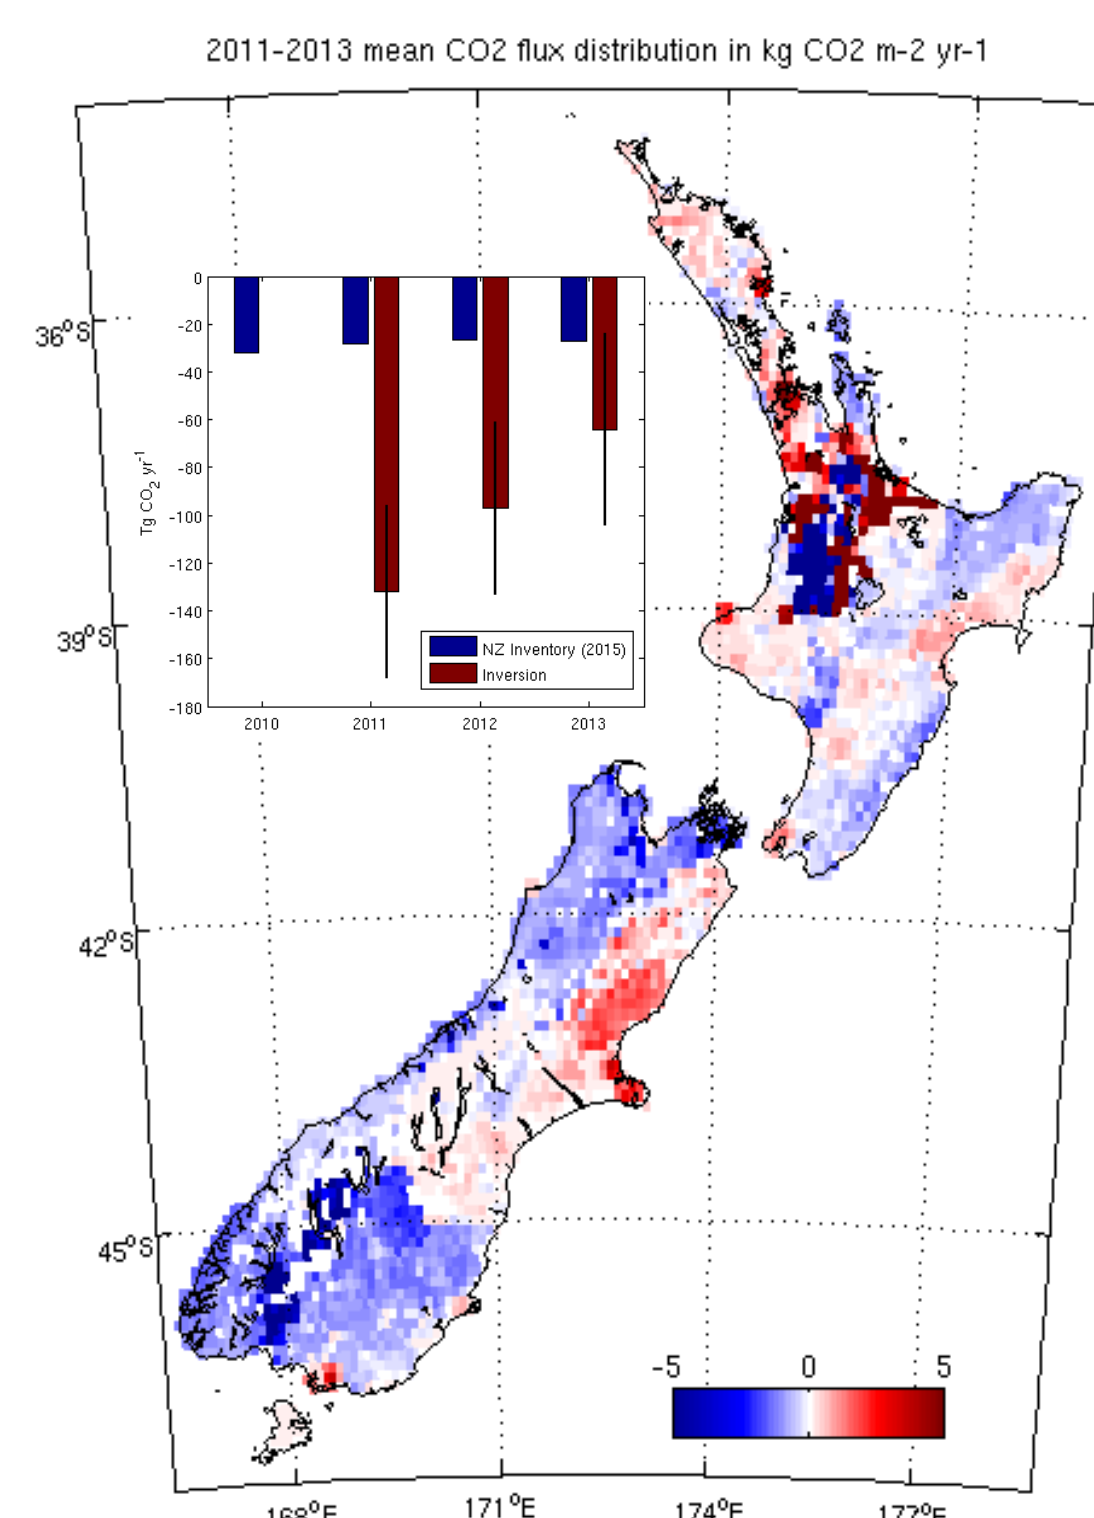 2011-2013 mean CO2 flux distribution in kg CO2 m-2 yr-1
36°S
39°S
42°S
45°S
0
-20
-40
-60
-80
-100
-120
-140
-160
-180
Tg CO₂ yr⁻¹
2010 2011 2012 2013
NZ Inventory (2015)
Inversion
-5 0 5
168°E 171°E 174°E 177°E